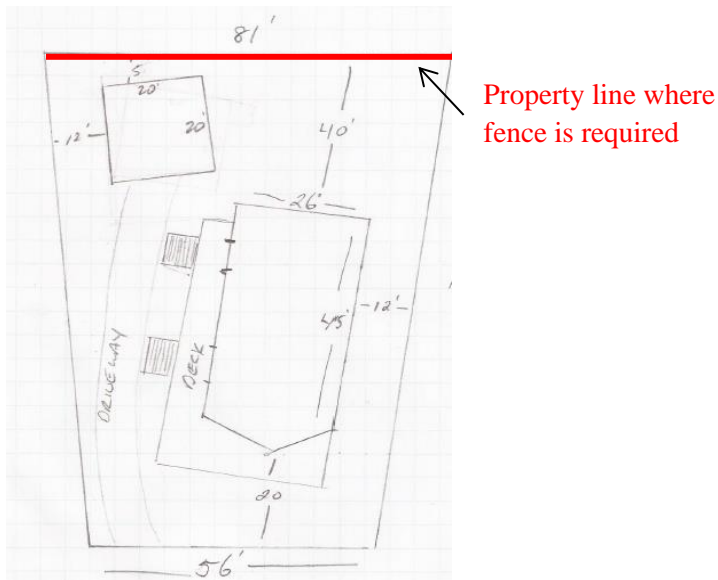 81'
Property line where
fence is required
5'
20'
12'
20'
40'
26'
45'
12'
DRIVEWAY
DECK
20
56'